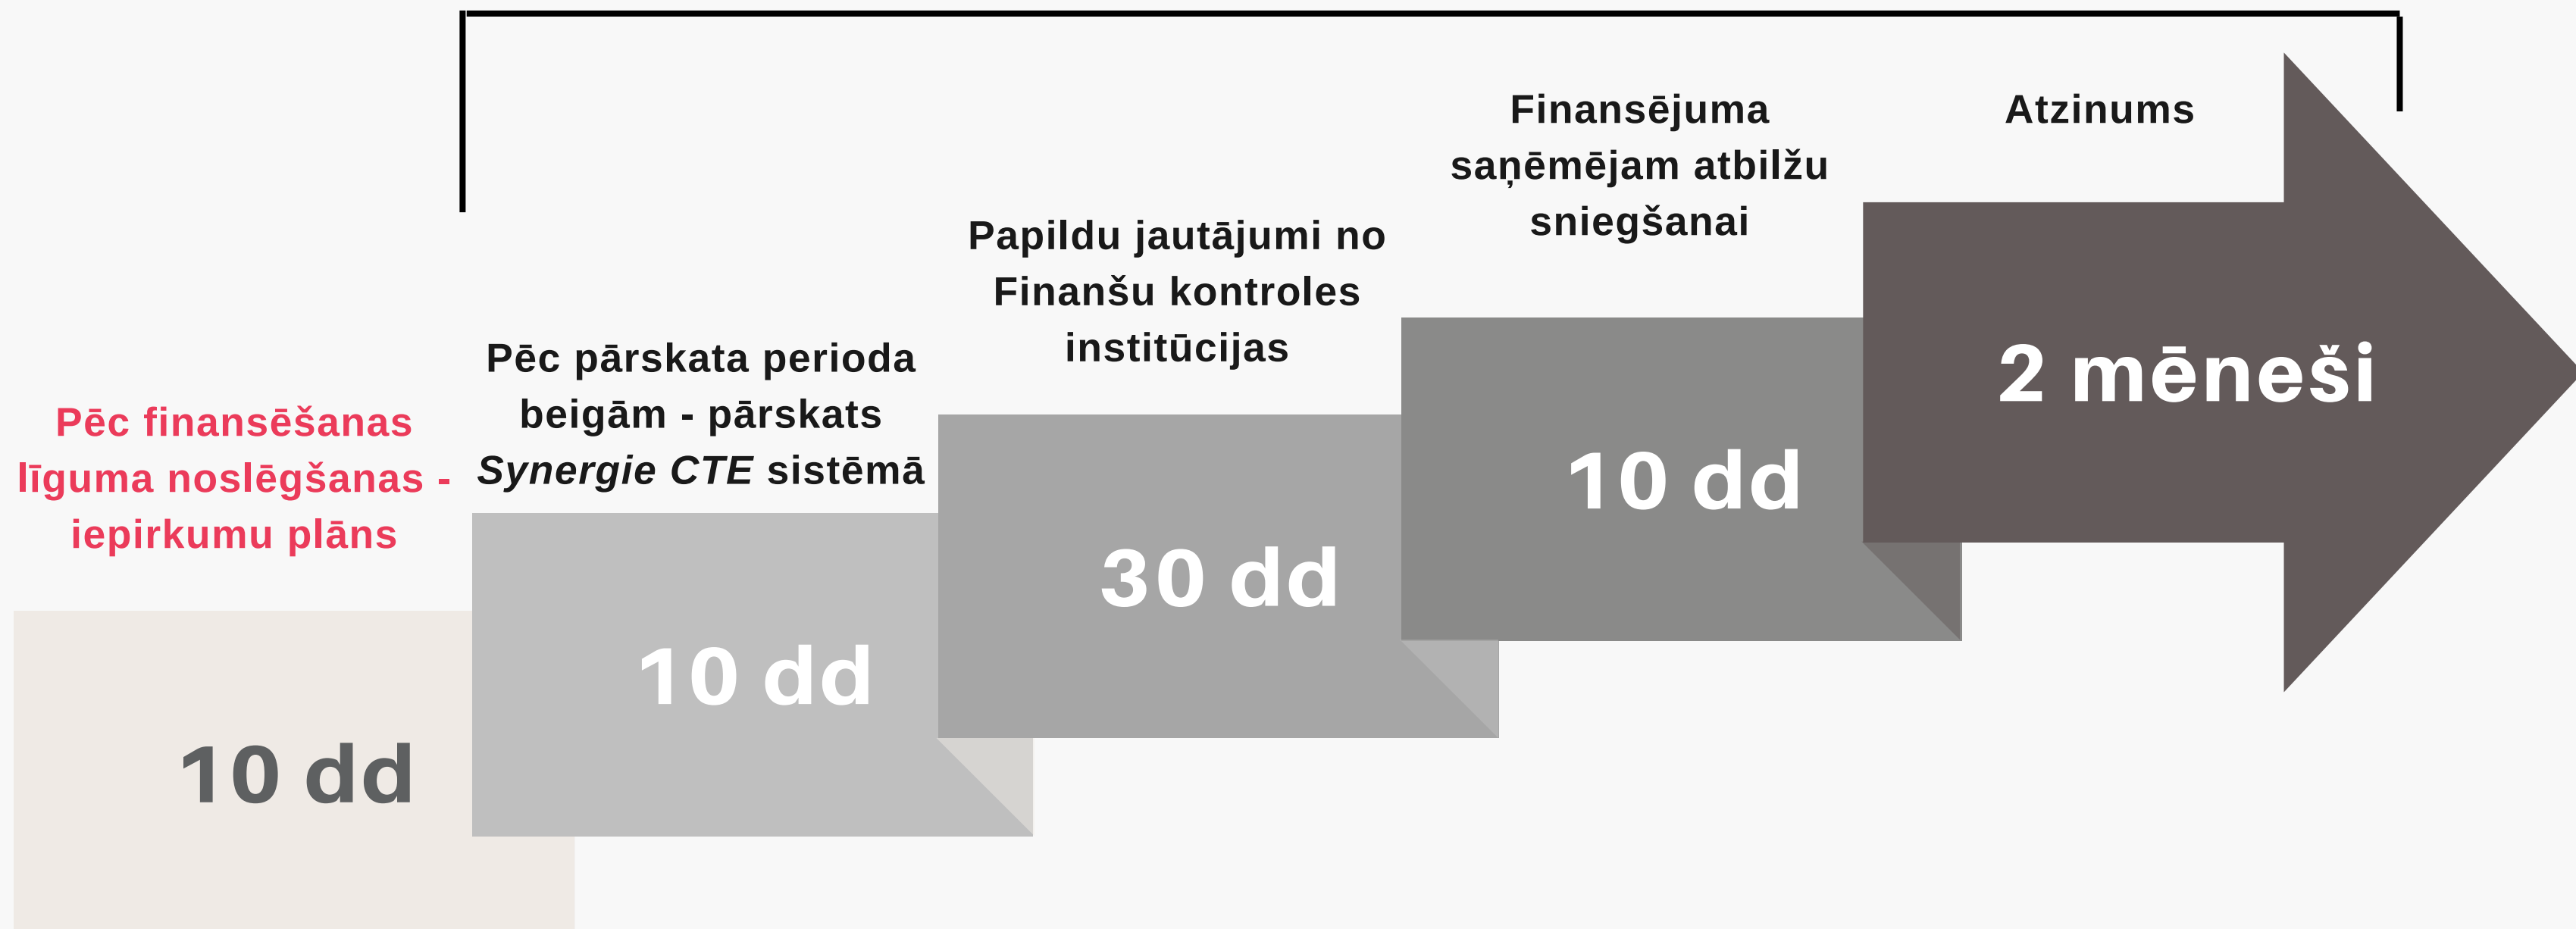 Pēc finansēšanas
līguma noslēgšanas -
iepirkumu plāns
10 dd
Pēc pārskata perioda
beigām - pārskats
Synergie CTE sistēmā
10 dd
Papildu jautājumi no
Finanšu kontroles
institūcijas
30 dd
Finansējuma
saņēmējam atbilžu
sniegšanai
10 dd
Atzinums
2 mēneši